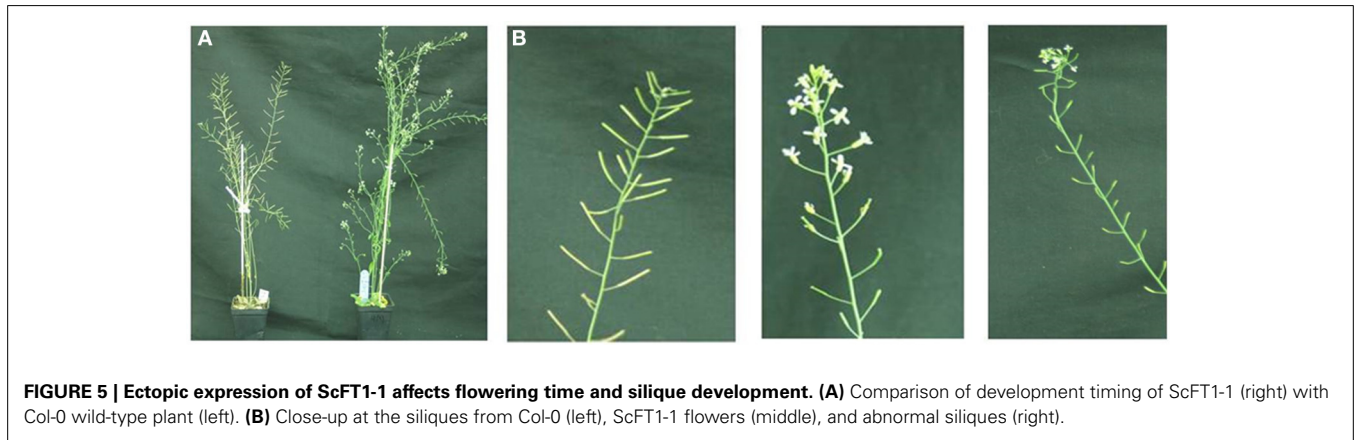 A
B
FIGURE 5 | Ectopic expression of ScFT1-1 affects flowering time and silique development. (A) Comparison of development timing of ScFT1-1 (right) with
Col-0 wild-type plant (left). (B) Close-up at the siliques from Col-0 (left), ScFT1-1 flowers (middle), and abnormal siliques (right).